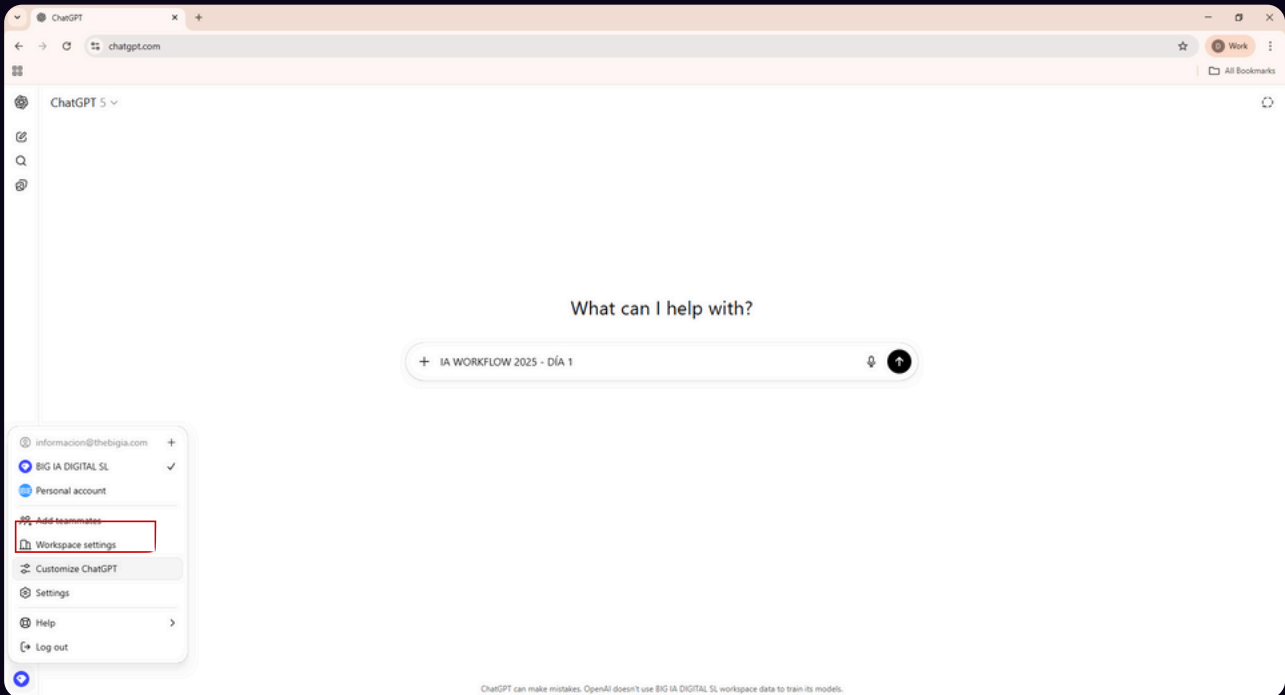 ChatGPT
chatgpt.com
Work
All Bookmarks
ChatGPT 5
What can I help with?
IA WORKFLOW 2025 - DÍA 1
informacion@thebigia.com
BIG IA DIGITAL SL
Personal account
Add teammates
Workspace settings
Customize ChatGPT
Settings
Help
Log out
ChatGPT can make mistakes. OpenAI doesn't use BIG IA DIGITAL SL workspace data to train its models.